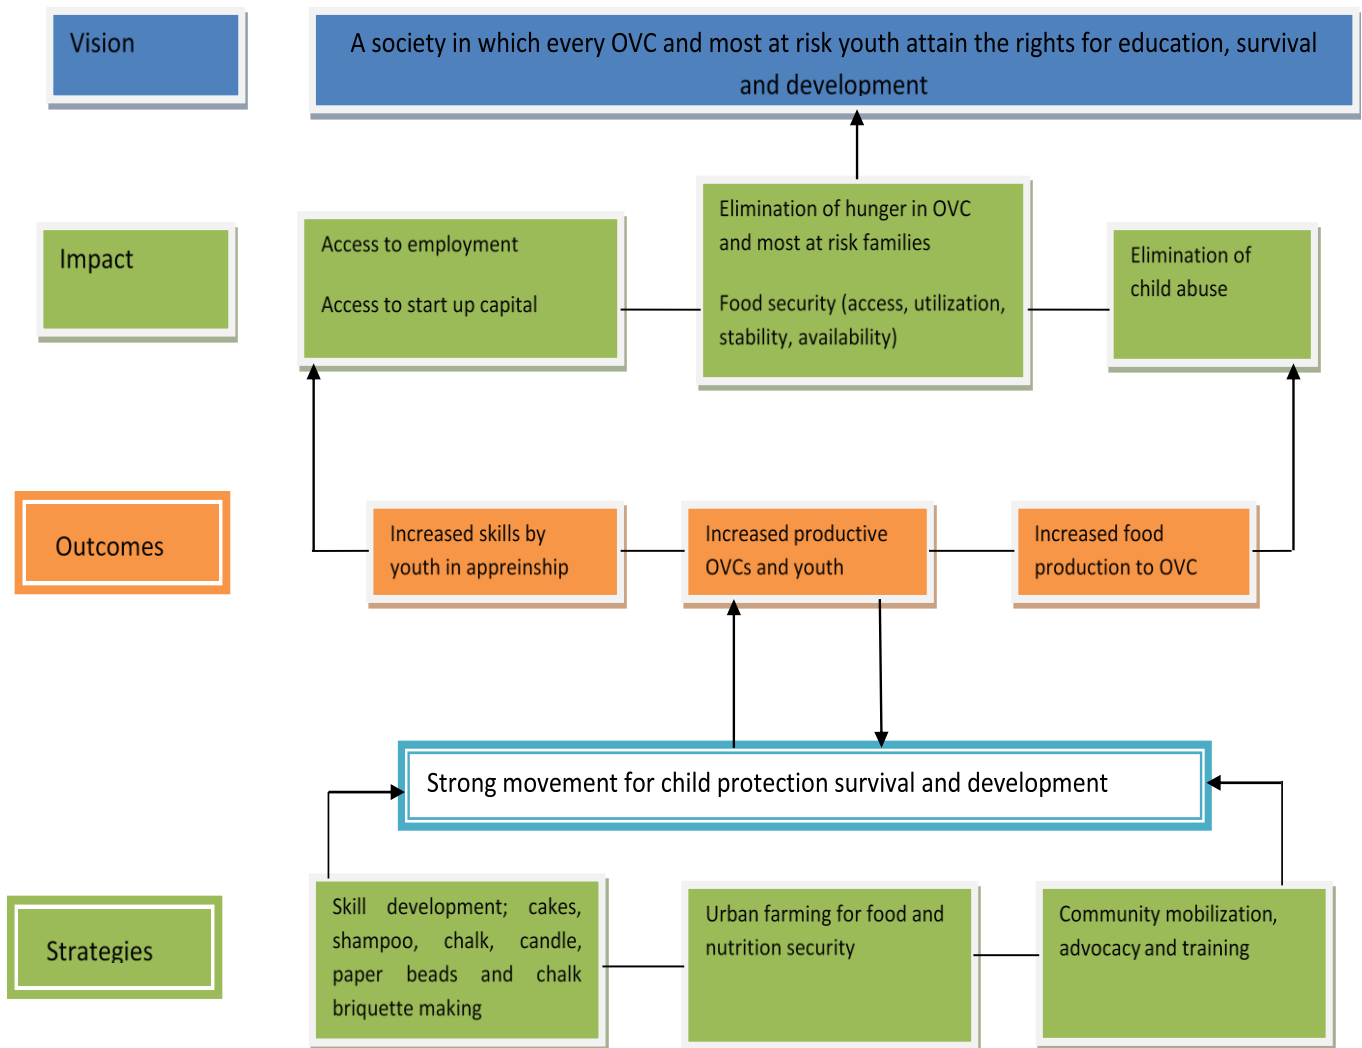 Vision
A society in which every OVC and most at risk youth attain the rights for education, survival
and development
Impact
Access to employment
Access to start up capital
Elimination of hunger in OVC
and most at risk families
Food security (access, utilization,
stability, availability)
Elimination of
child abuse
Outcomes
Increased skills by
youth in appreinship
Increased productive
OVCs and youth
Increased food
production to OVC
Strong movement for child protection survival and development
Strategies
Skill development; cakes,
shampoo, chalk, candle,
paper beads and chalk
briquette making
Urban farming for food and
nutrition security
Community mobilization,
advocacy and training